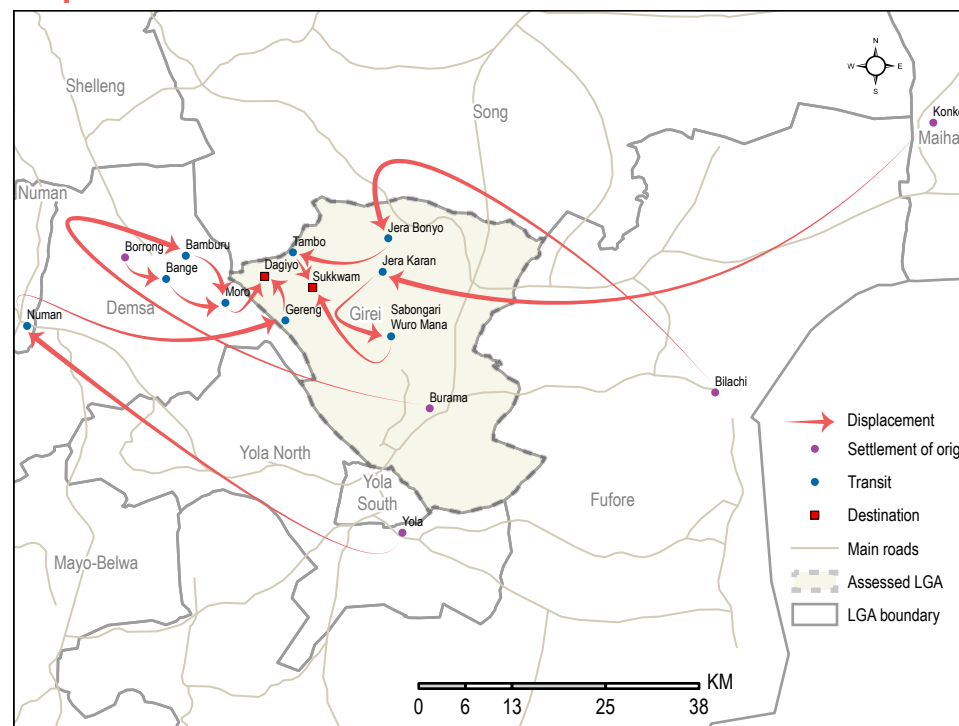 N
W E
S
Shelleng
Song
Konk
Maiha
Numan
Jera Bonyo
Borrong
Bamburu
Tambo
Bange
Dagiyo
Jera Karan
Sukkwam
Moro
Demsa
Gereng
Girei
Sabongari
Wuro Mana
Numan
Burama
Bilachi
Displacement
Settlement of orig
Yola North
Yola
South
Fufore
Transit
Yola
Destination
Main roads
Mayo-Belwa
Assessed LGA
LGA boundary
KM
0 6 13 25 38